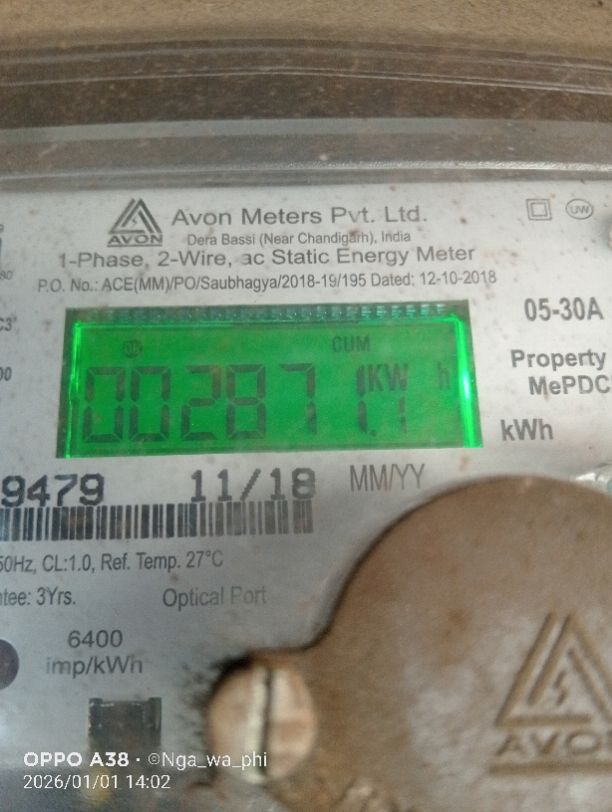 Avon Meters Pvt. Ltd.
AVON
Dera Bassi (Near Chandigarh), India
1-Phase, 2-Wire, ac Static Energy Meter
P.O. No.: ACE(MM)/PO/Saubhagya/2018-19/195 Dated: 12-10-2018
UW
05-30A
Property
MePDC
CUM
002871.1 KW h
kWh
9479 11/18 MM/YY
50Hz, CL:1.0, Ref. Temp. 27°C
ntee: 3Yrs. Optical Port
6400
imp/kWh
AVON
OPPO A38 · ©Nga_wa_phi
2026/01/01 14:02